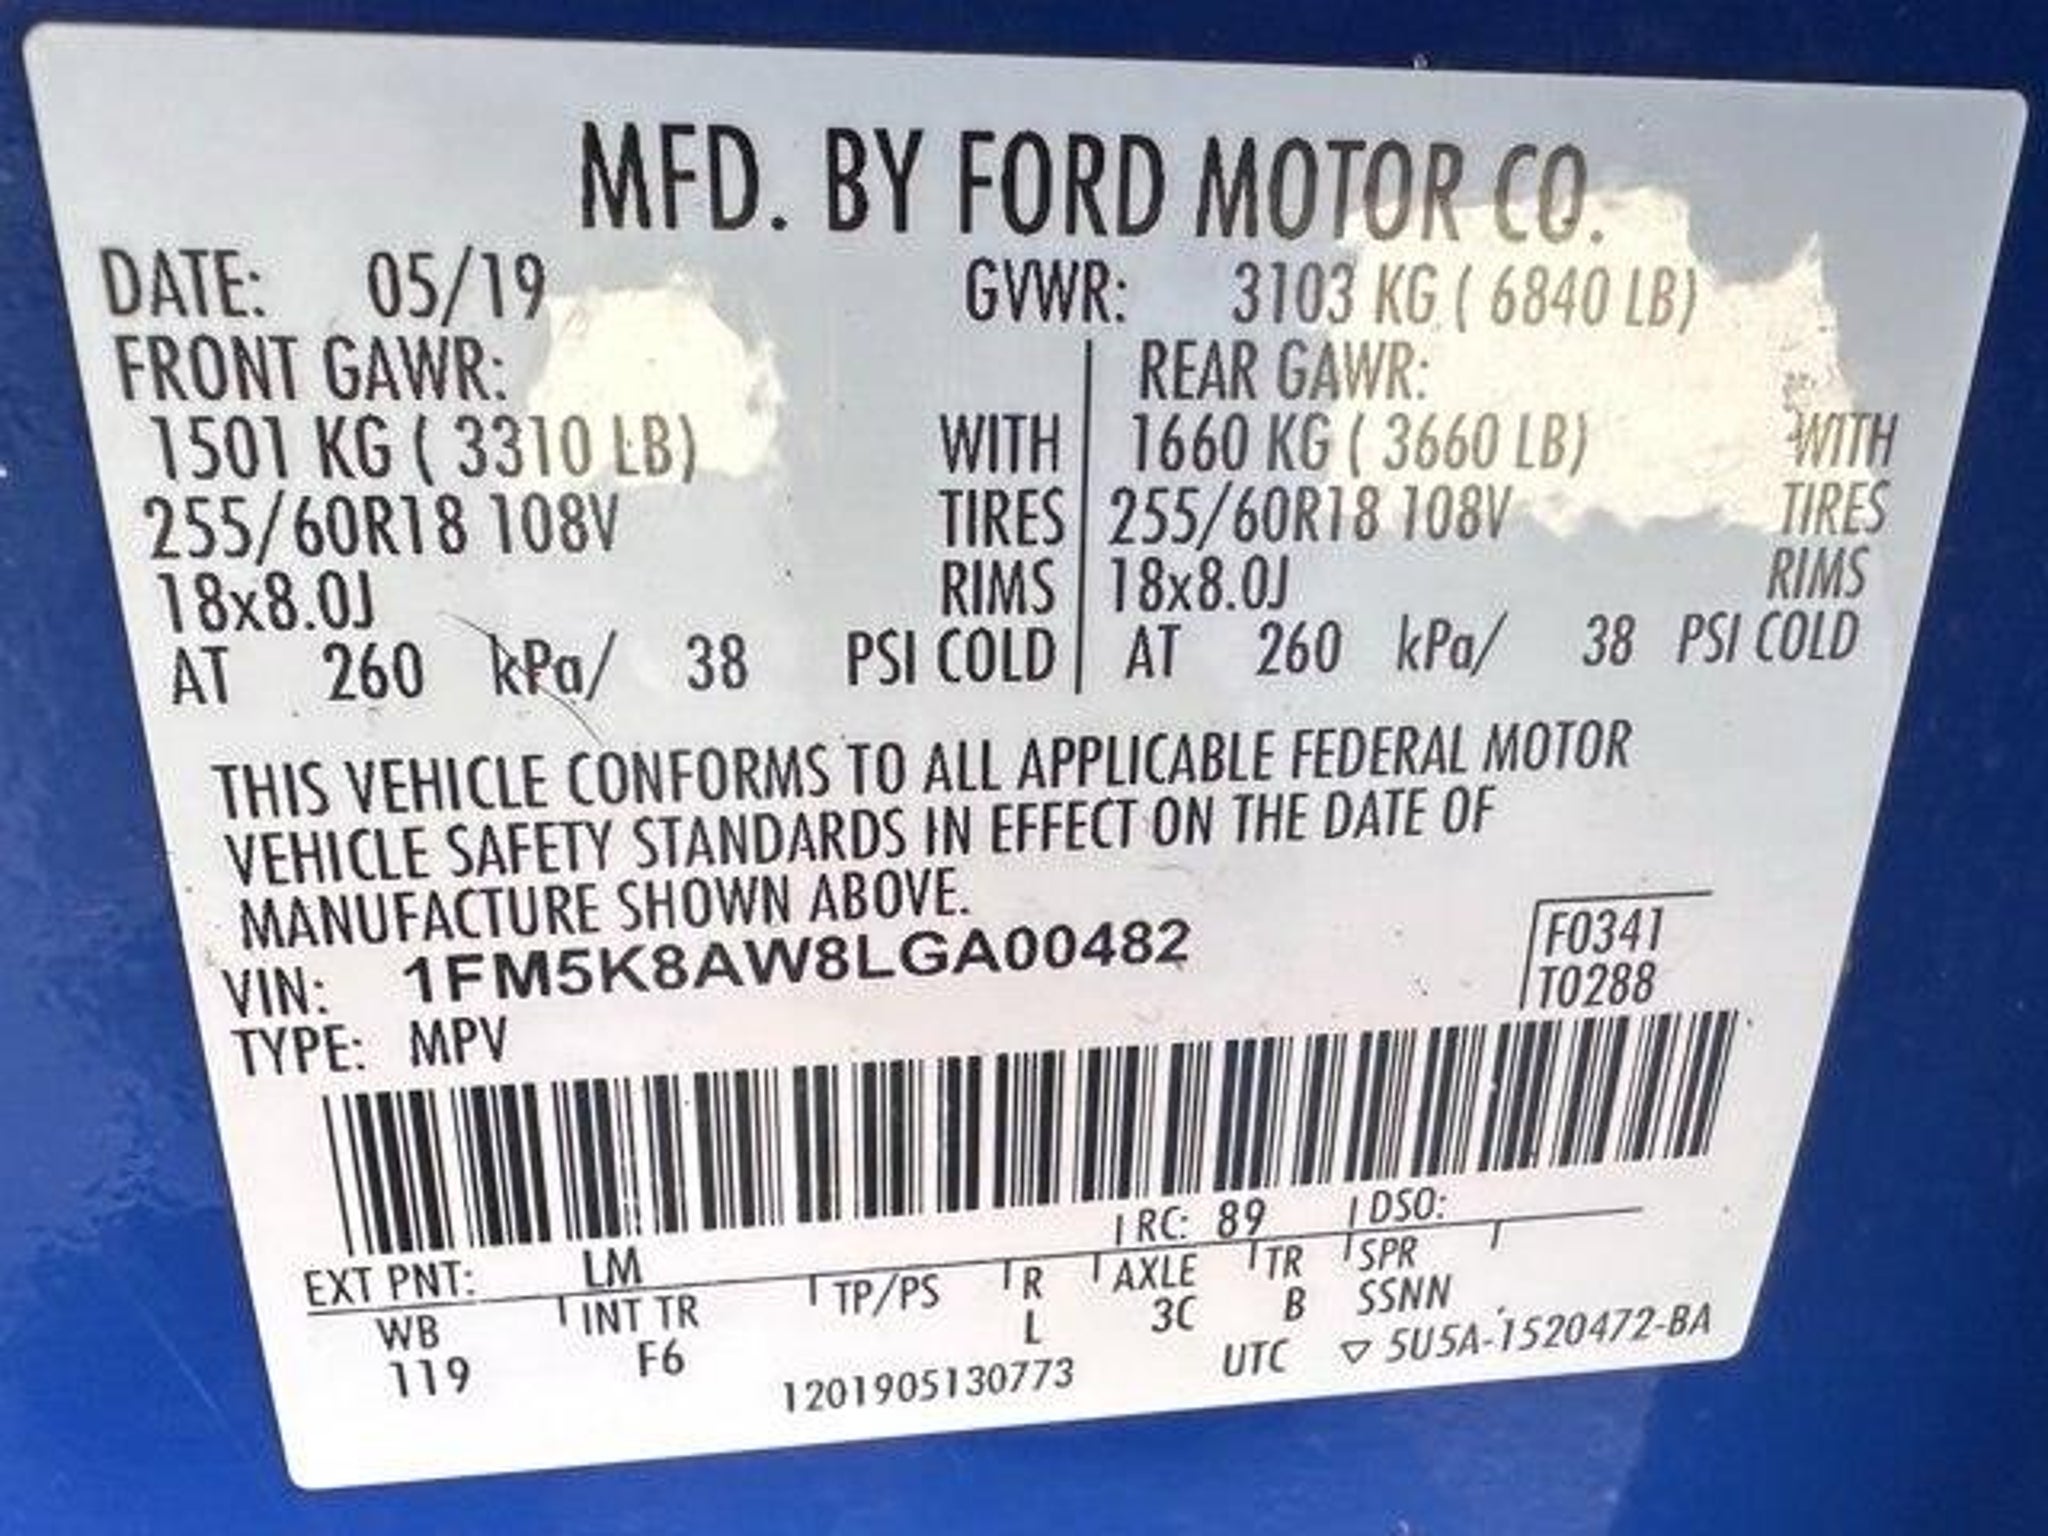 MFD. BY FORD MOTOR CO.
DATE: 05/19 GVWR: 3103 KG ( 6840 LB)
FRONT GAWR: REAR GAWR:
1501 KG ( 3310 LB) WITH 1660 KG ( 3660 LB) WITH
255/60R18 108V TIRES 255/60R18 108V TIRES
18x8.0J RIMS 18x8.0J RIMS
AT 260 kPa/ 38 PSI COLD AT 260 kPa/ 38 PSI COLD
THIS VEHICLE CONFORMS TO ALL APPLICABLE FEDERAL MOTOR
VEHICLE SAFETY STANDARDS IN EFFECT ON THE DATE OF
MANUFACTURE SHOWN ABOVE.
VIN: 1FM5K8AW8LGA00482 F0341
TYPE: MPV T0288
EXT PNT: LM RC: 89 DSO:
WB INT TR TP/PS R AXLE TR SPR
119 F6 L 3C B SSNN
1201905130773 UTC ▽ 5U5A-1520472-BA